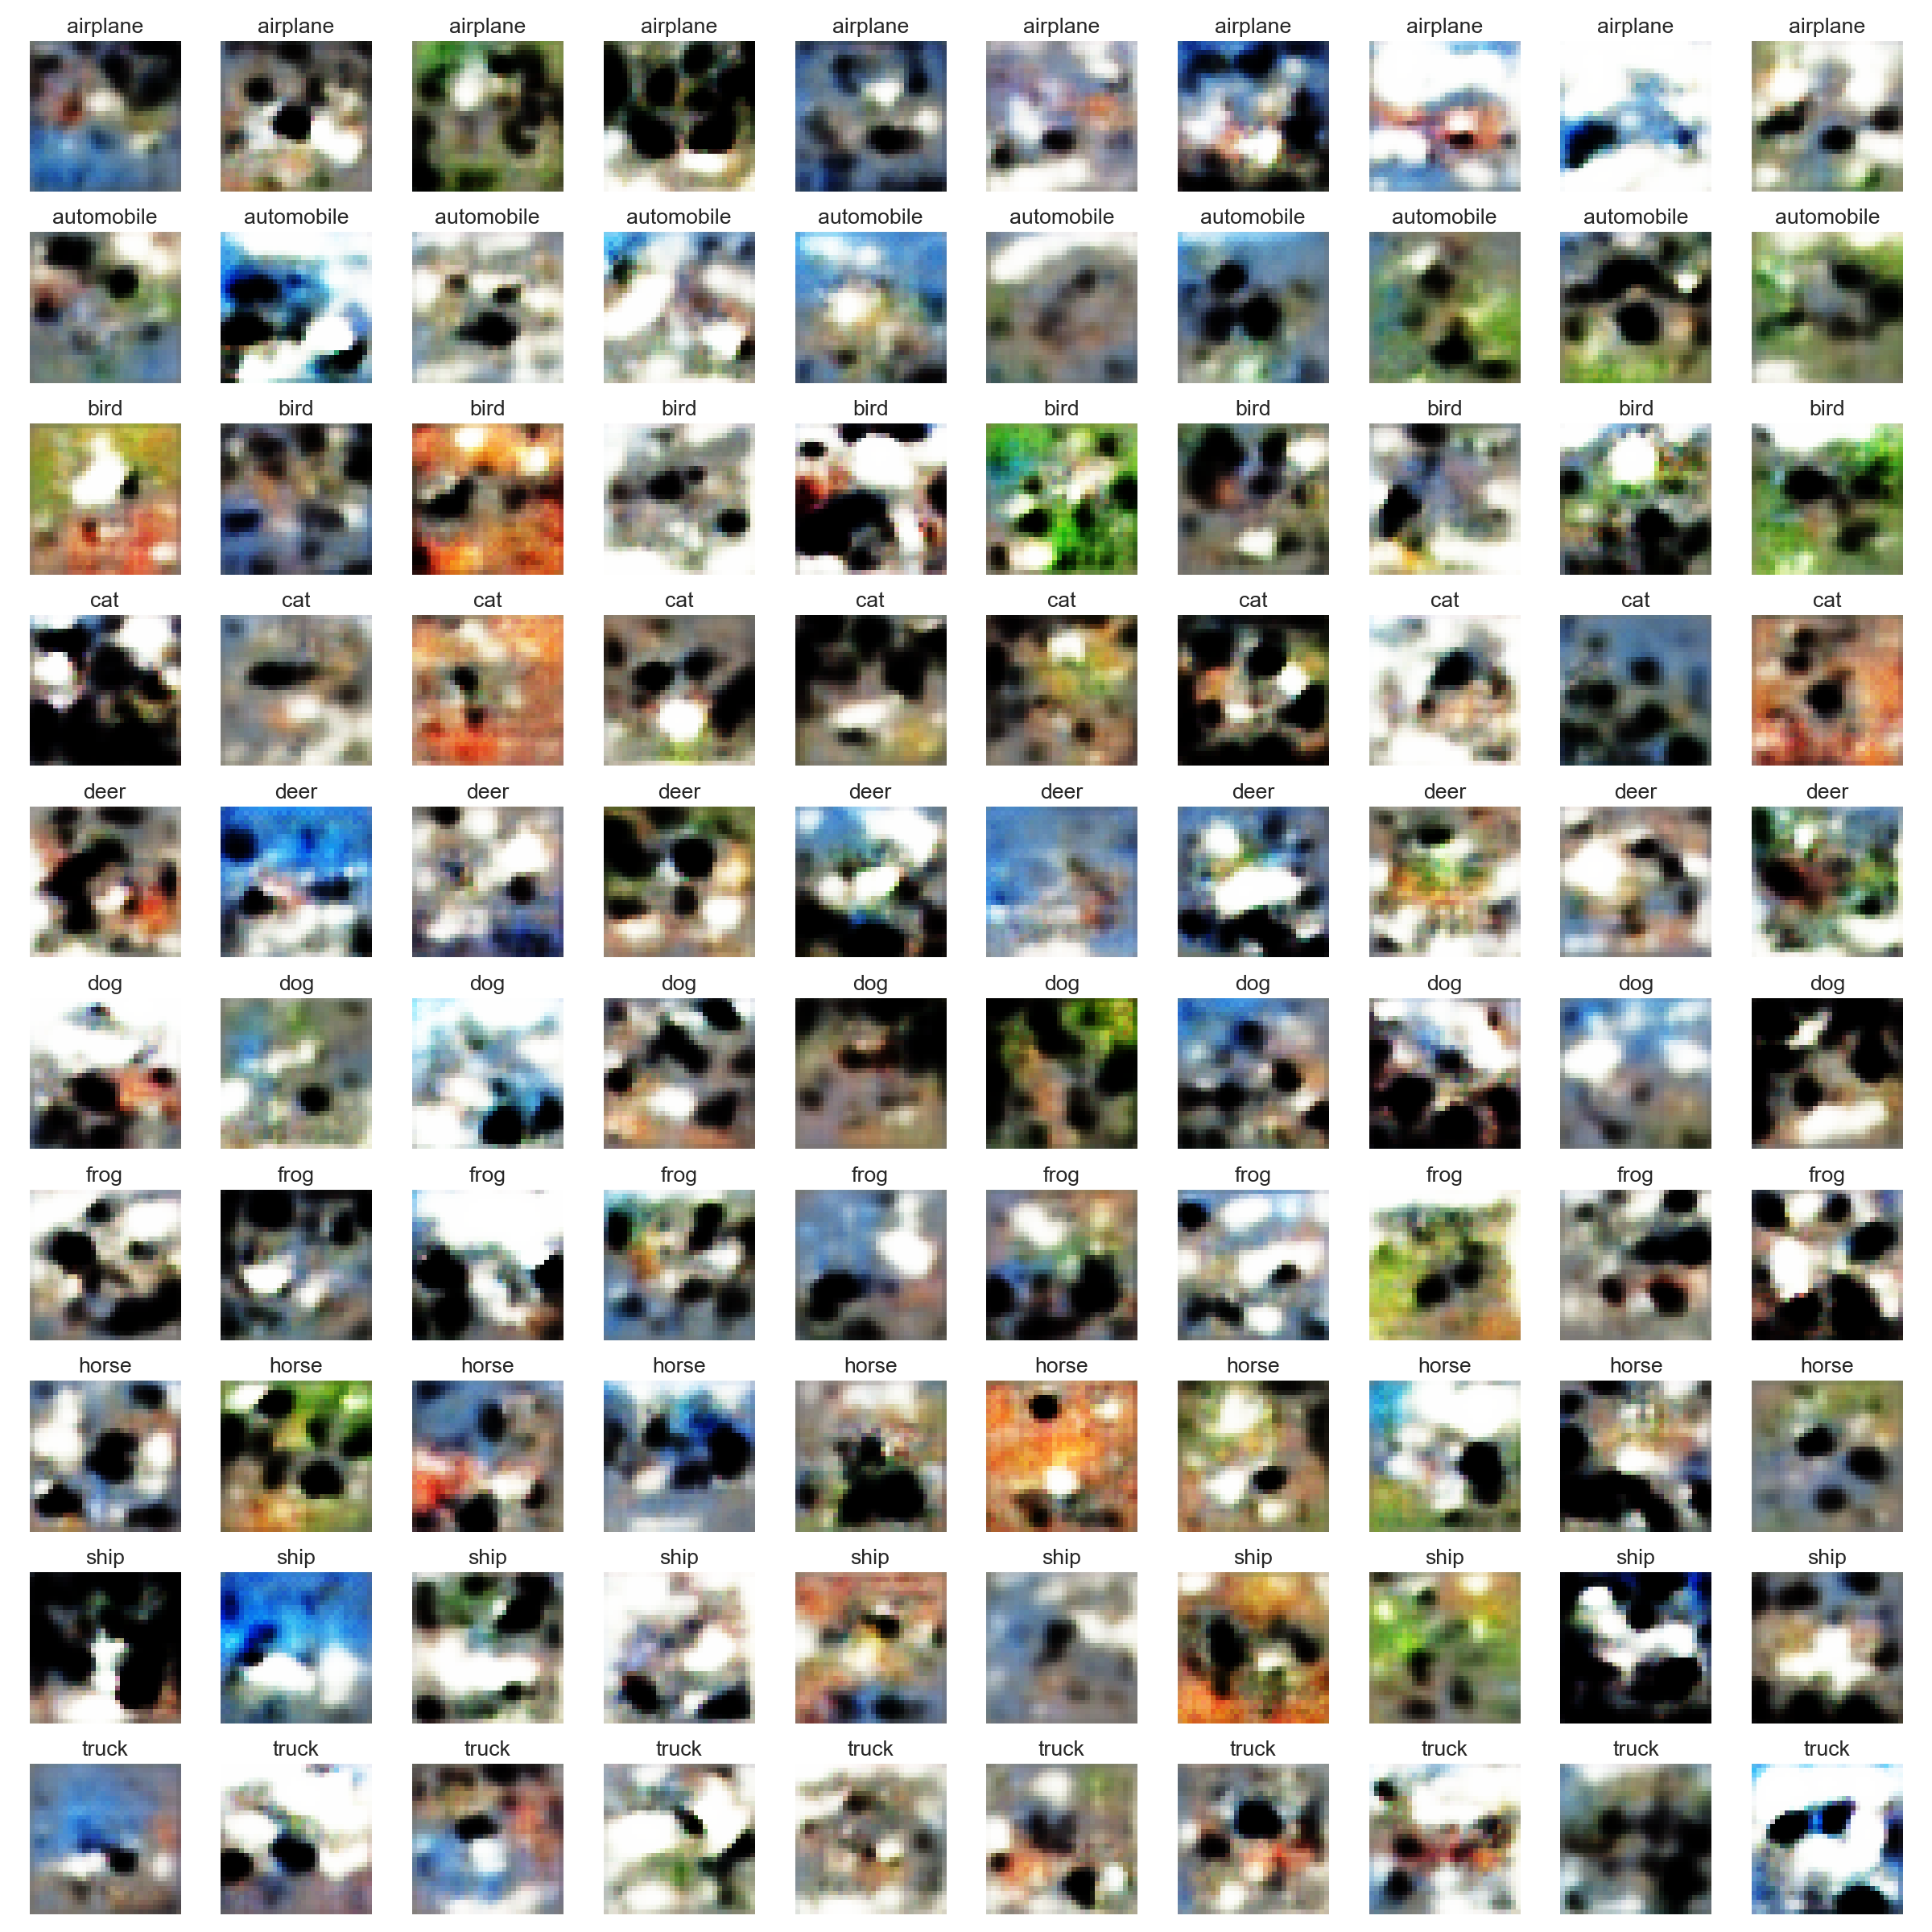 airplane airplane airplane airplane airplane airplane airplane airplane airplane airplane
automobile automobile automobile automobile automobile automobile automobile automobile automobile automobile
bird bird bird bird bird bird bird bird bird bird
cat cat cat cat cat cat cat cat cat cat
deer deer deer deer deer deer deer deer deer deer
dog dog dog dog dog dog dog dog dog dog
frog frog frog frog frog frog frog frog frog frog
horse horse horse horse horse horse horse horse horse horse
ship ship ship ship ship ship ship ship ship ship
truck truck truck truck truck truck truck truck truck truck